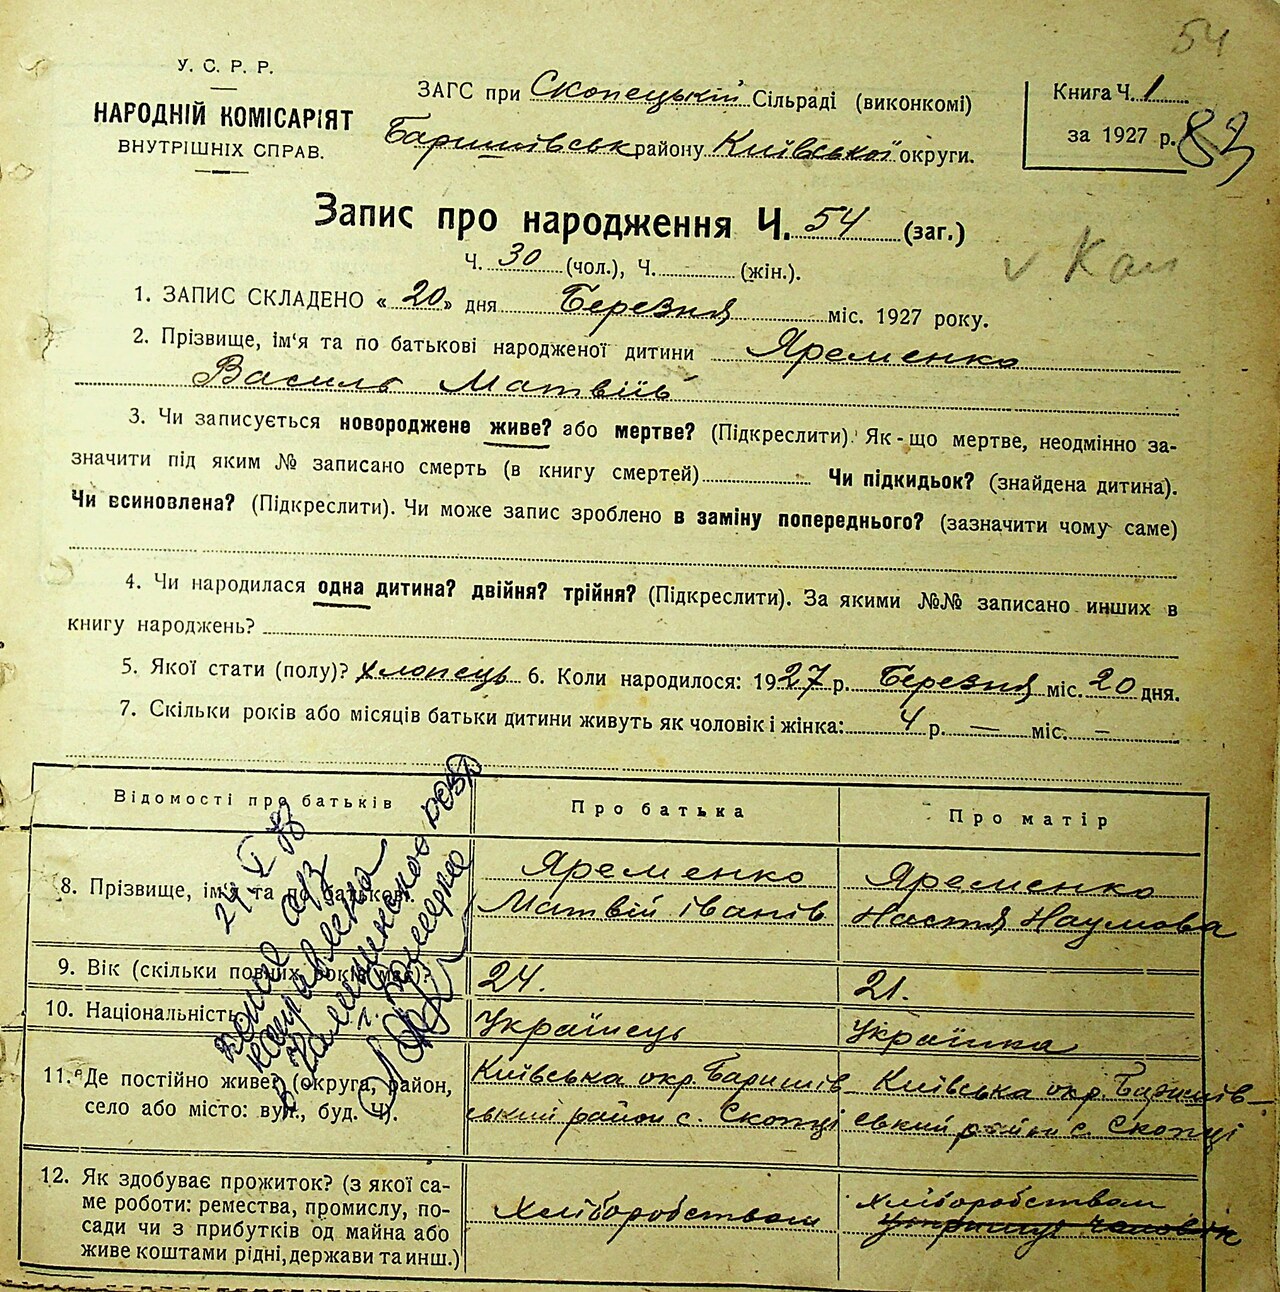 54
У. С. Р. Р.
НАРОДНІЙ КОМІСАРІЯТ
ВНУТРІШНІХ СПРАВ.
ЗАГС при Скопецькій Сільраді (виконкомі)
Баришівськ району Київської округи.
Книга Ч. 1
за 1927 р.
83
Запис про народження Ч. 54 (заг.)
Ч. 30 (чол.), Ч. (жін.).
1. ЗАПИС СКЛАДЕНО « 20 » дня Березня міс. 1927 року.
2. Прізвище, ім'я та по батькові народженої дитини Яременко
Василь Матвіїв
3. Чи записується новороджене живе? або мертве? (Підкреслити). Як-що мертве, неодмінно за-
значити під яким № записано смерть (в книгу смертей) Чи підкидьок? (знайдена дитина).
Чи всиновлена? (Підкреслити). Чи може запис зроблено в заміну попереднього? (зазначити чому саме)
4. Чи народилася одна дитина? двійня? трійня? (Підкреслити). За якими №№ записано инших в
книгу народжень?
5. Якої стати (полу)? хлопець 6. Коли народилося: 1927 р. Березня міс. 20 дня.
7. Скільки років або місяців батьки дитини живуть як чоловік і жінка: 4 р. — міс. —
Відомості про батьків Про батька Про матір
8. Прізвище, ім'я та по батькові
Яременко
Матвій Іванів
Яременко
Настя Наумова
9. Вік (скільки повних років має)? 24. 21.
10. Національність Українець Українка
11. Де постійно живе? (округа, район,
село або місто: вул., буд. Ч).
Київська окр. Баришів
ський район с. Скопці
Київська окр. Баришів-
ський район с. Скопці
12. Як здобуває прожиток? (з якої са-
ме роботи: ремества, промислу, по-
сади чи з прибутків од майна або
живе коштами рідні, держави та инш.)
Хліборобством
Хліборобством